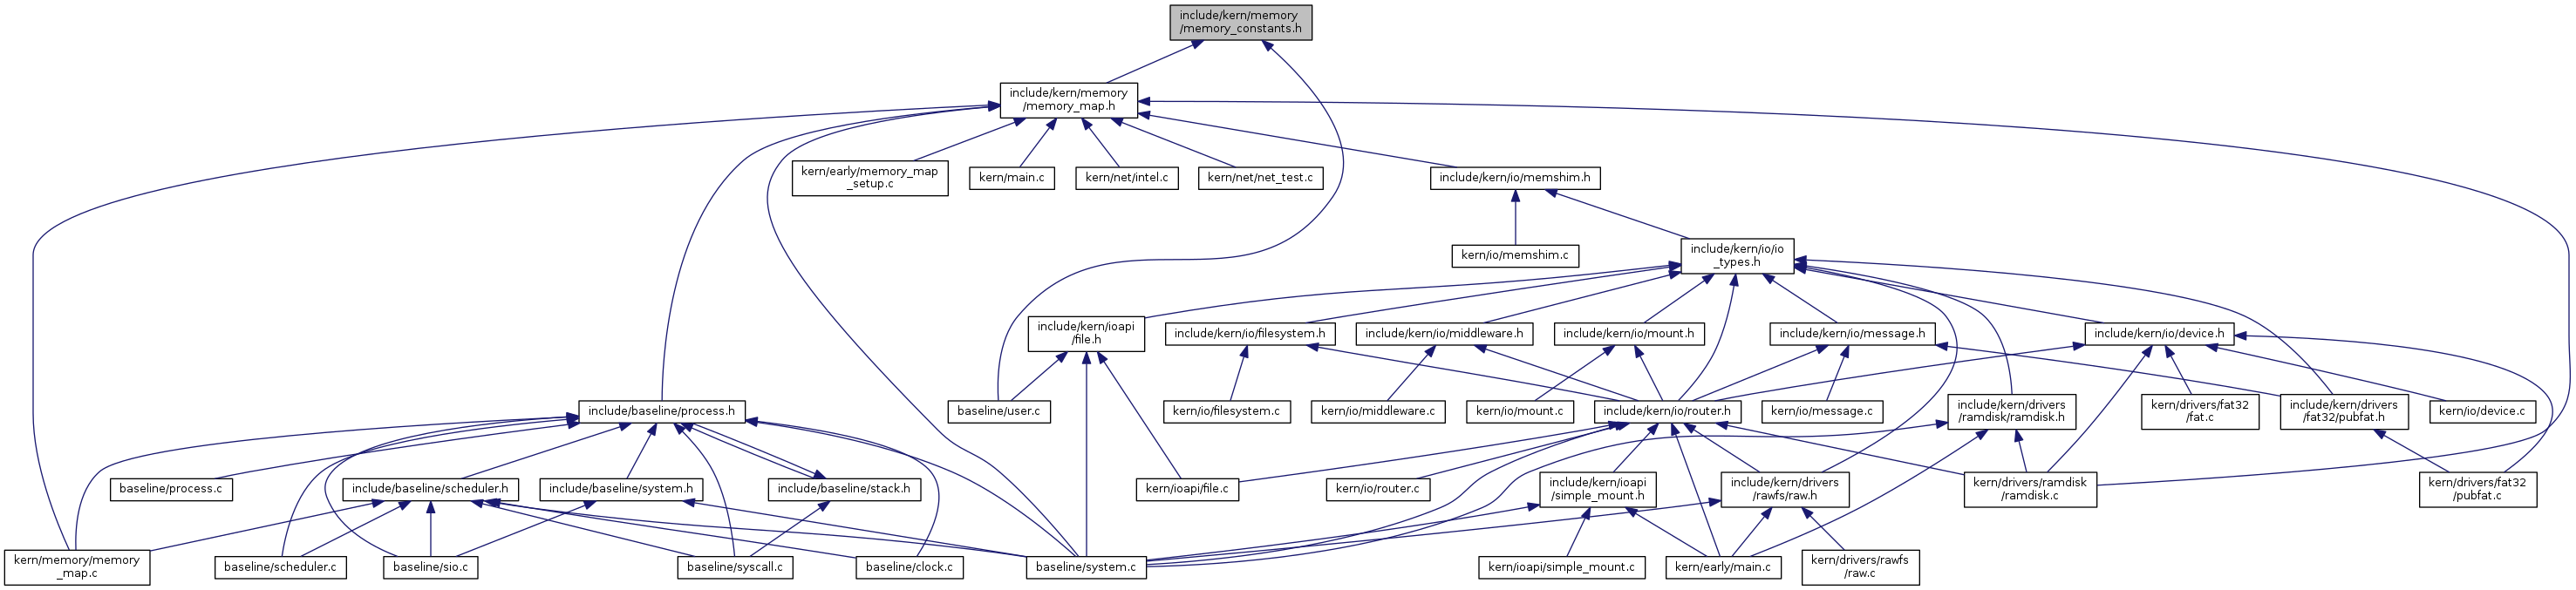 include/kern/memory
/memory_constants.h
include/kern/memory
/memory_map.h
kern/early/memory_map
_setup.c
kern/main.c
kern/net/intel.c
kern/net/net_test.c
include/kern/io/memshim.h
kern/io/memshim.c
include/kern/io/io
_types.h
include/kern/ioapi
/file.h
include/kern/io/filesystem.h
include/kern/io/middleware.h
include/kern/io/mount.h
include/kern/io/message.h
include/kern/io/device.h
include/baseline/process.h
baseline/user.c
kern/io/filesystem.c
kern/io/middleware.c
kern/io/mount.c
include/kern/io/router.h
kern/io/message.c
include/kern/drivers
/ramdisk/ramdisk.h
kern/drivers/fat32
/fat.c
include/kern/drivers
/fat32/pubfat.h
kern/io/device.c
baseline/process.c
include/baseline/scheduler.h
include/baseline/system.h
include/baseline/stack.h
kern/ioapi/file.c
kern/io/router.c
include/kern/ioapi
/simple_mount.h
include/kern/drivers
/rawfs/raw.h
kern/drivers/ramdisk
/ramdisk.c
kern/drivers/fat32
/pubfat.c
kern/memory/memory
_map.c
baseline/scheduler.c
baseline/sio.c
baseline/syscall.c
baseline/clock.c
baseline/system.c
kern/ioapi/simple_mount.c
kern/early/main.c
kern/drivers/rawfs
/raw.c